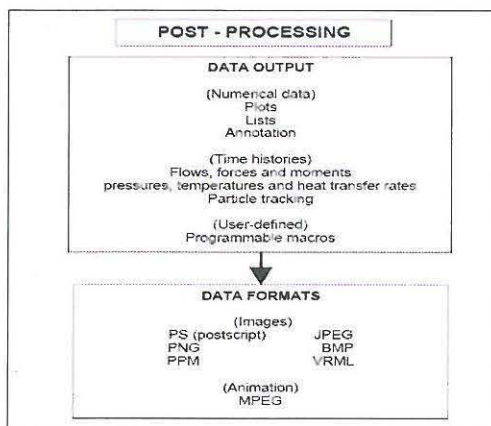 POST - PROCESSING
DATA OUTPUT
(Numerical data)
Plots
Lists
Annotation
(Time histories)
Flows, forces and moments
pressures, temperatures and heat transfer rates
Particle tracking
(User-defined)
Programmable macros
DATA FORMATS
(Images)
PS (postscript) JPEG
PNG BMP
PPM VRML
(Animation)
MPEG